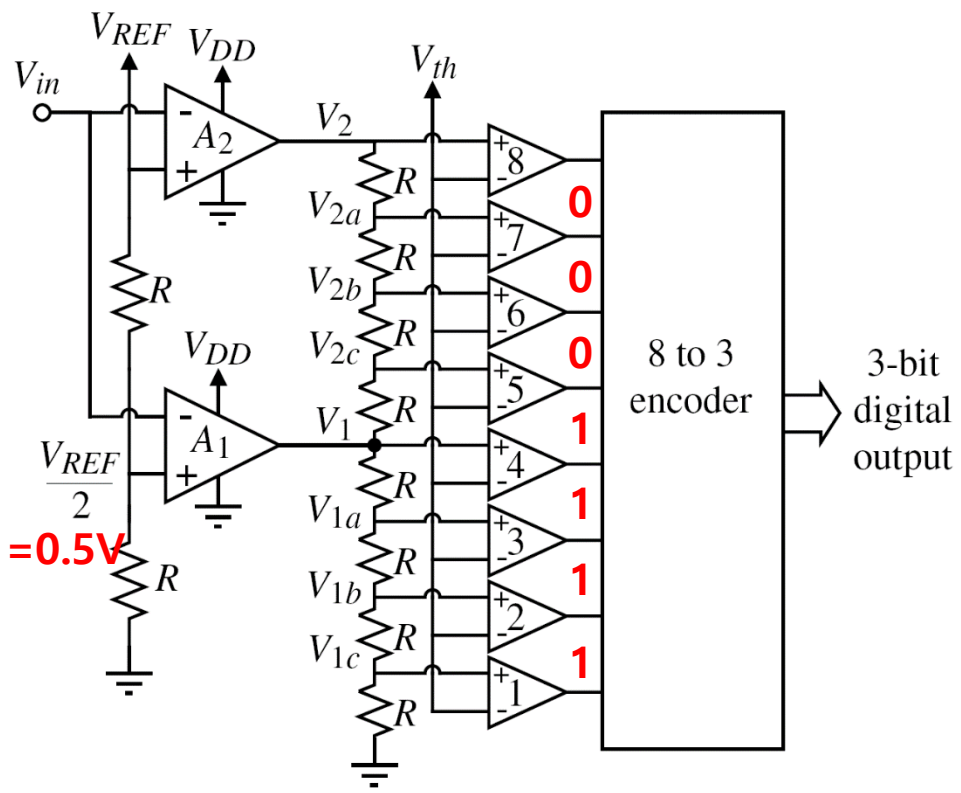 V_REF
V_DD
V_in
V_th
-
A_2
+
V_2
R
+
-
8
0
V_2a
R
+
-
7
0
V_2b
R
+
-
6
0
V_2c
R
+
-
5
1
R
V_DD
-
A_1
+
V_1
+
-
4
1
V_REF
2
=0.5V
R
R
V_1a
+
-
3
1
R
V_1b
+
-
2
1
R
V_1c
+
-
1
R
8 to 3
encoder
3-bit
digital
output